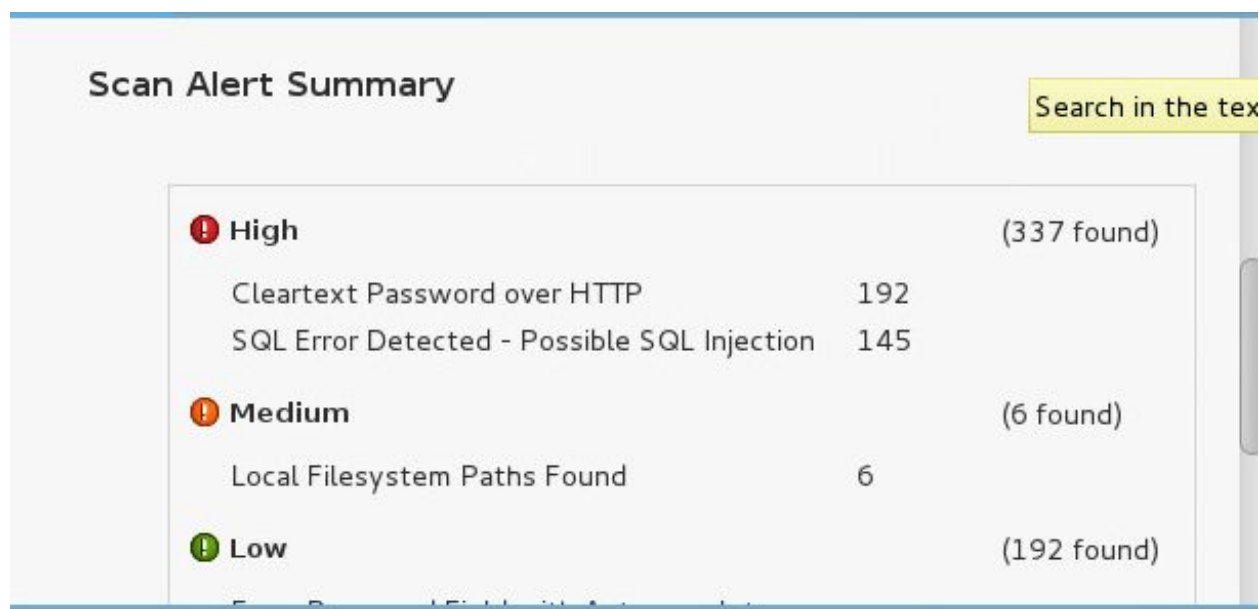 Scan Alert Summary
Search in the tex
High (337 found)
Cleartext Password over HTTP 192
SQL Error Detected - Possible SQL Injection 145
Medium (6 found)
Local Filesystem Paths Found 6
Low (192 found)